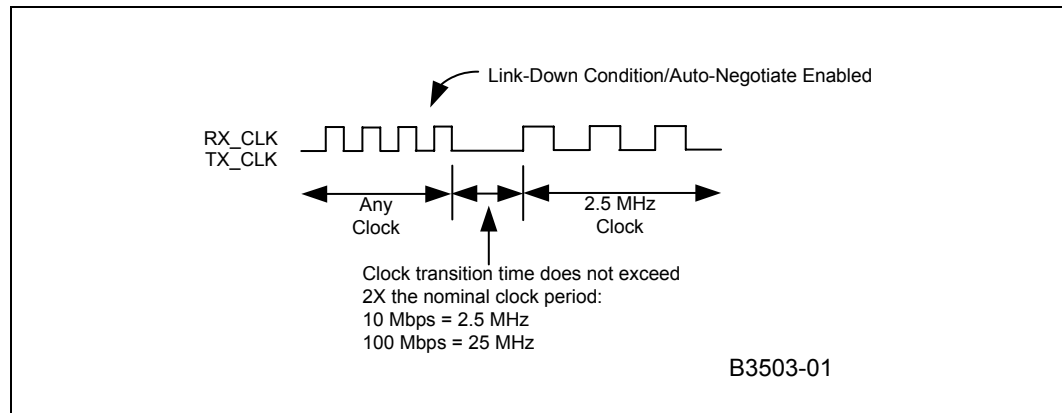 Link-Down Condition/Auto-Negotiate Enabled
RX_CLK
TX_CLK
Any
Clock
2.5 MHz
Clock
Clock transition time does not exceed
2X the nominal clock period:
10 Mbps = 2.5 MHz
100 Mbps = 25 MHz
B3503-01